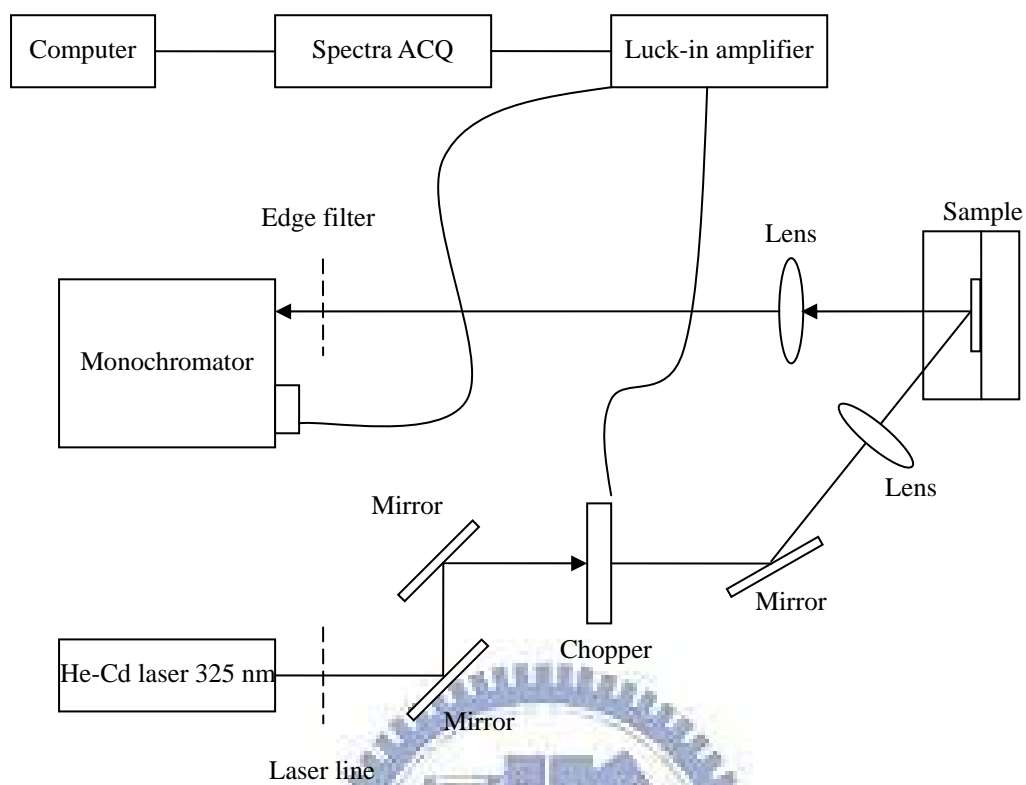 Computer
Spectra ACQ
Luck-in amplifier
Edge filter
Sample
Lens
Monochromator
Lens
Mirror
Mirror
Chopper
He-Cd laser 325 nm
Mirror
Laser line